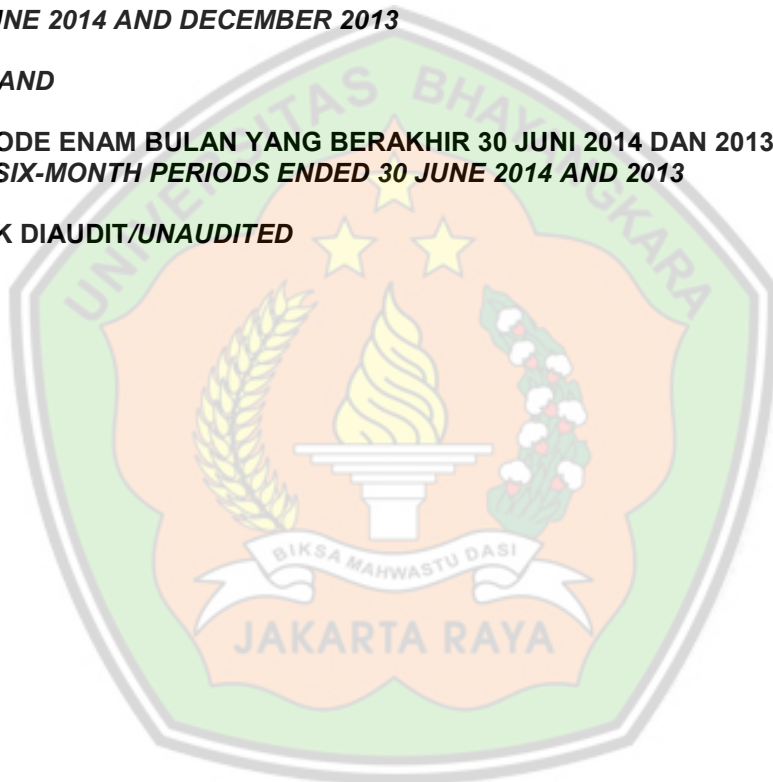 UNE 2014 AND DECEMBER 2013
AND
ODE ENAM BULAN YANG BERAKHIR 30 JUNI 2014 DAN 2013
SIX-MONTH PERIODS ENDED 30 JUNE 2014 AND 2013
K DIAUDIT/UNAUDITED
UNIVERSITAS BHAYANGKARA
BIKSA MAHWASTU DASI
JAKARTA RAYA